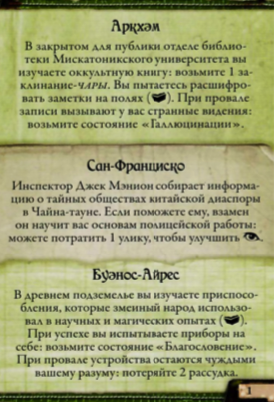 Аркхэм
В закрытом для публики отделе библио-
теки Мискатоникского университета вы
изучаете оккультную книгу: возьмите 1 за-
клинание-ЧАРЫ. Вы пытаетесь расшифро-
вать заметки на полях ( ). При провале
записи вызывают у вас странные видения:
возьмите состояние «Галлюцинации».
Сан-Франциско
Инспектор Джек Мэнион собирает информа-
цию о тайных обществах китайской диаспоры
в Чайна-тауне. Если поможете ему, взамен
он научит вас основам полицейской работы:
можете потратить 1 улику, чтобы улучшить .
Буэнос-Айрес
В древнем подземелье вы изучаете приспосо-
бления, которые змеиный народ использо-
вал в научных и магических опытах ( ).
При успехе вы испытываете приборы на
себе: возьмите состояние «Благословение».
При провале устройства остаются чуждыми
вашему разуму: потеряйте 2 рассудка.
1